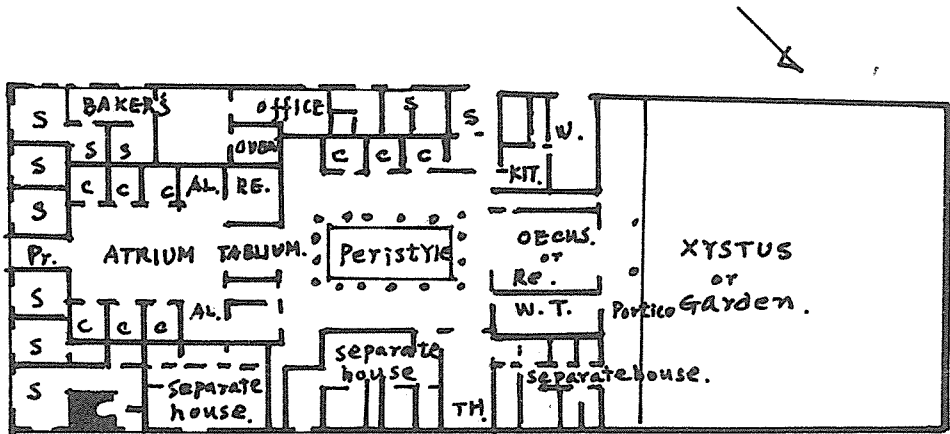 S
BAKERS
OFFICE
S
S
W.
S
S
S
OVEN
C
C
C
KIT.
C
C
C
AL.
RE.
S
Pr.
ATRIUM
TABLIUM.
Peristyle
OECUS.
or
Re.
XYSTUS
or
Garden.
S
AL.
W.T.
Portico
C
C
C
S
separate
house
S
separate
house.
TH.
separate house.